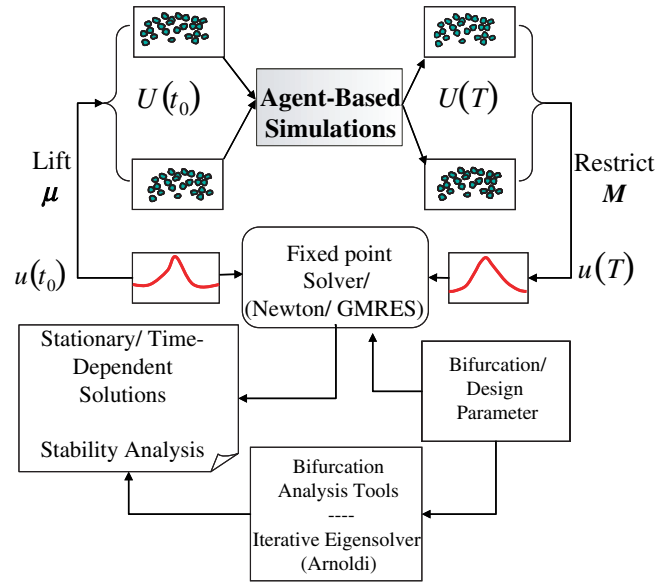 U(t₀)
Agent-Based
Simulations
U(T)
Lift
μ
Restrict
M
u(t₀)
Fixed point
Solver/
(Newton/ GMRES)
u(T)
Stationary/ Time-
Dependent
Solutions
Stability Analysis
Bifurcation/
Design
Parameter
Bifurcation
Analysis Tools
----
Iterative Eigensolver
(Arnoldi)